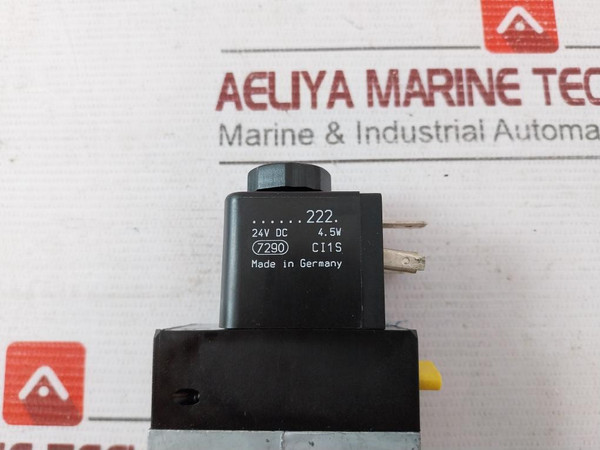 AELIYA MARINE TEC
Marine & Industrial Automa
......222.
24V DC 4.5W
7290 CI1S
Made in Germany